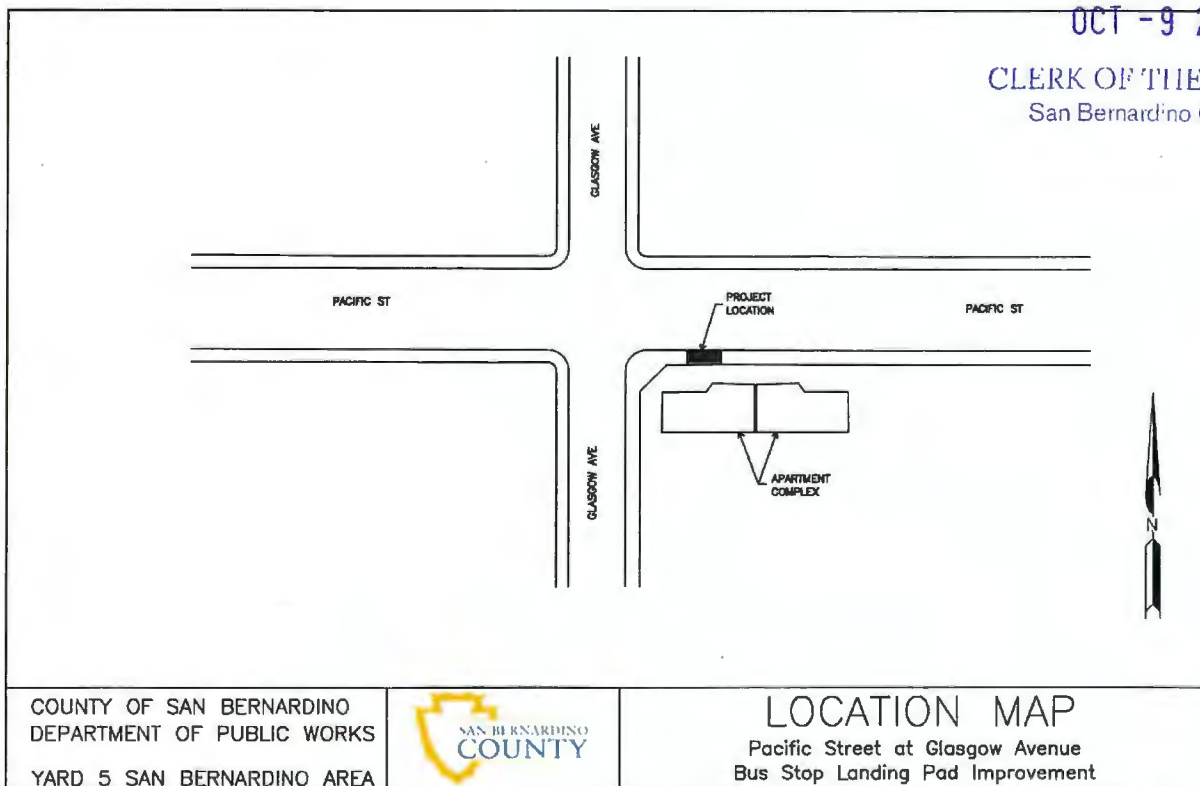 OCT -9
CLERK OF THE
San Bernardino
GLASGOW AVE
PACIFIC ST
PROJECT
LOCATION
PACIFIC ST
GLASGOW AVE
APARTMENT
COMPLEX
N
COUNTY OF SAN BERNARDINO
DEPARTMENT OF PUBLIC WORKS
YARD 5 SAN BERNARDINO AREA
SAN BERNARDINO
COUNTY
LOCATION MAP
Pacific Street at Glasgow Avenue
Bus Stop Landing Pad Improvement